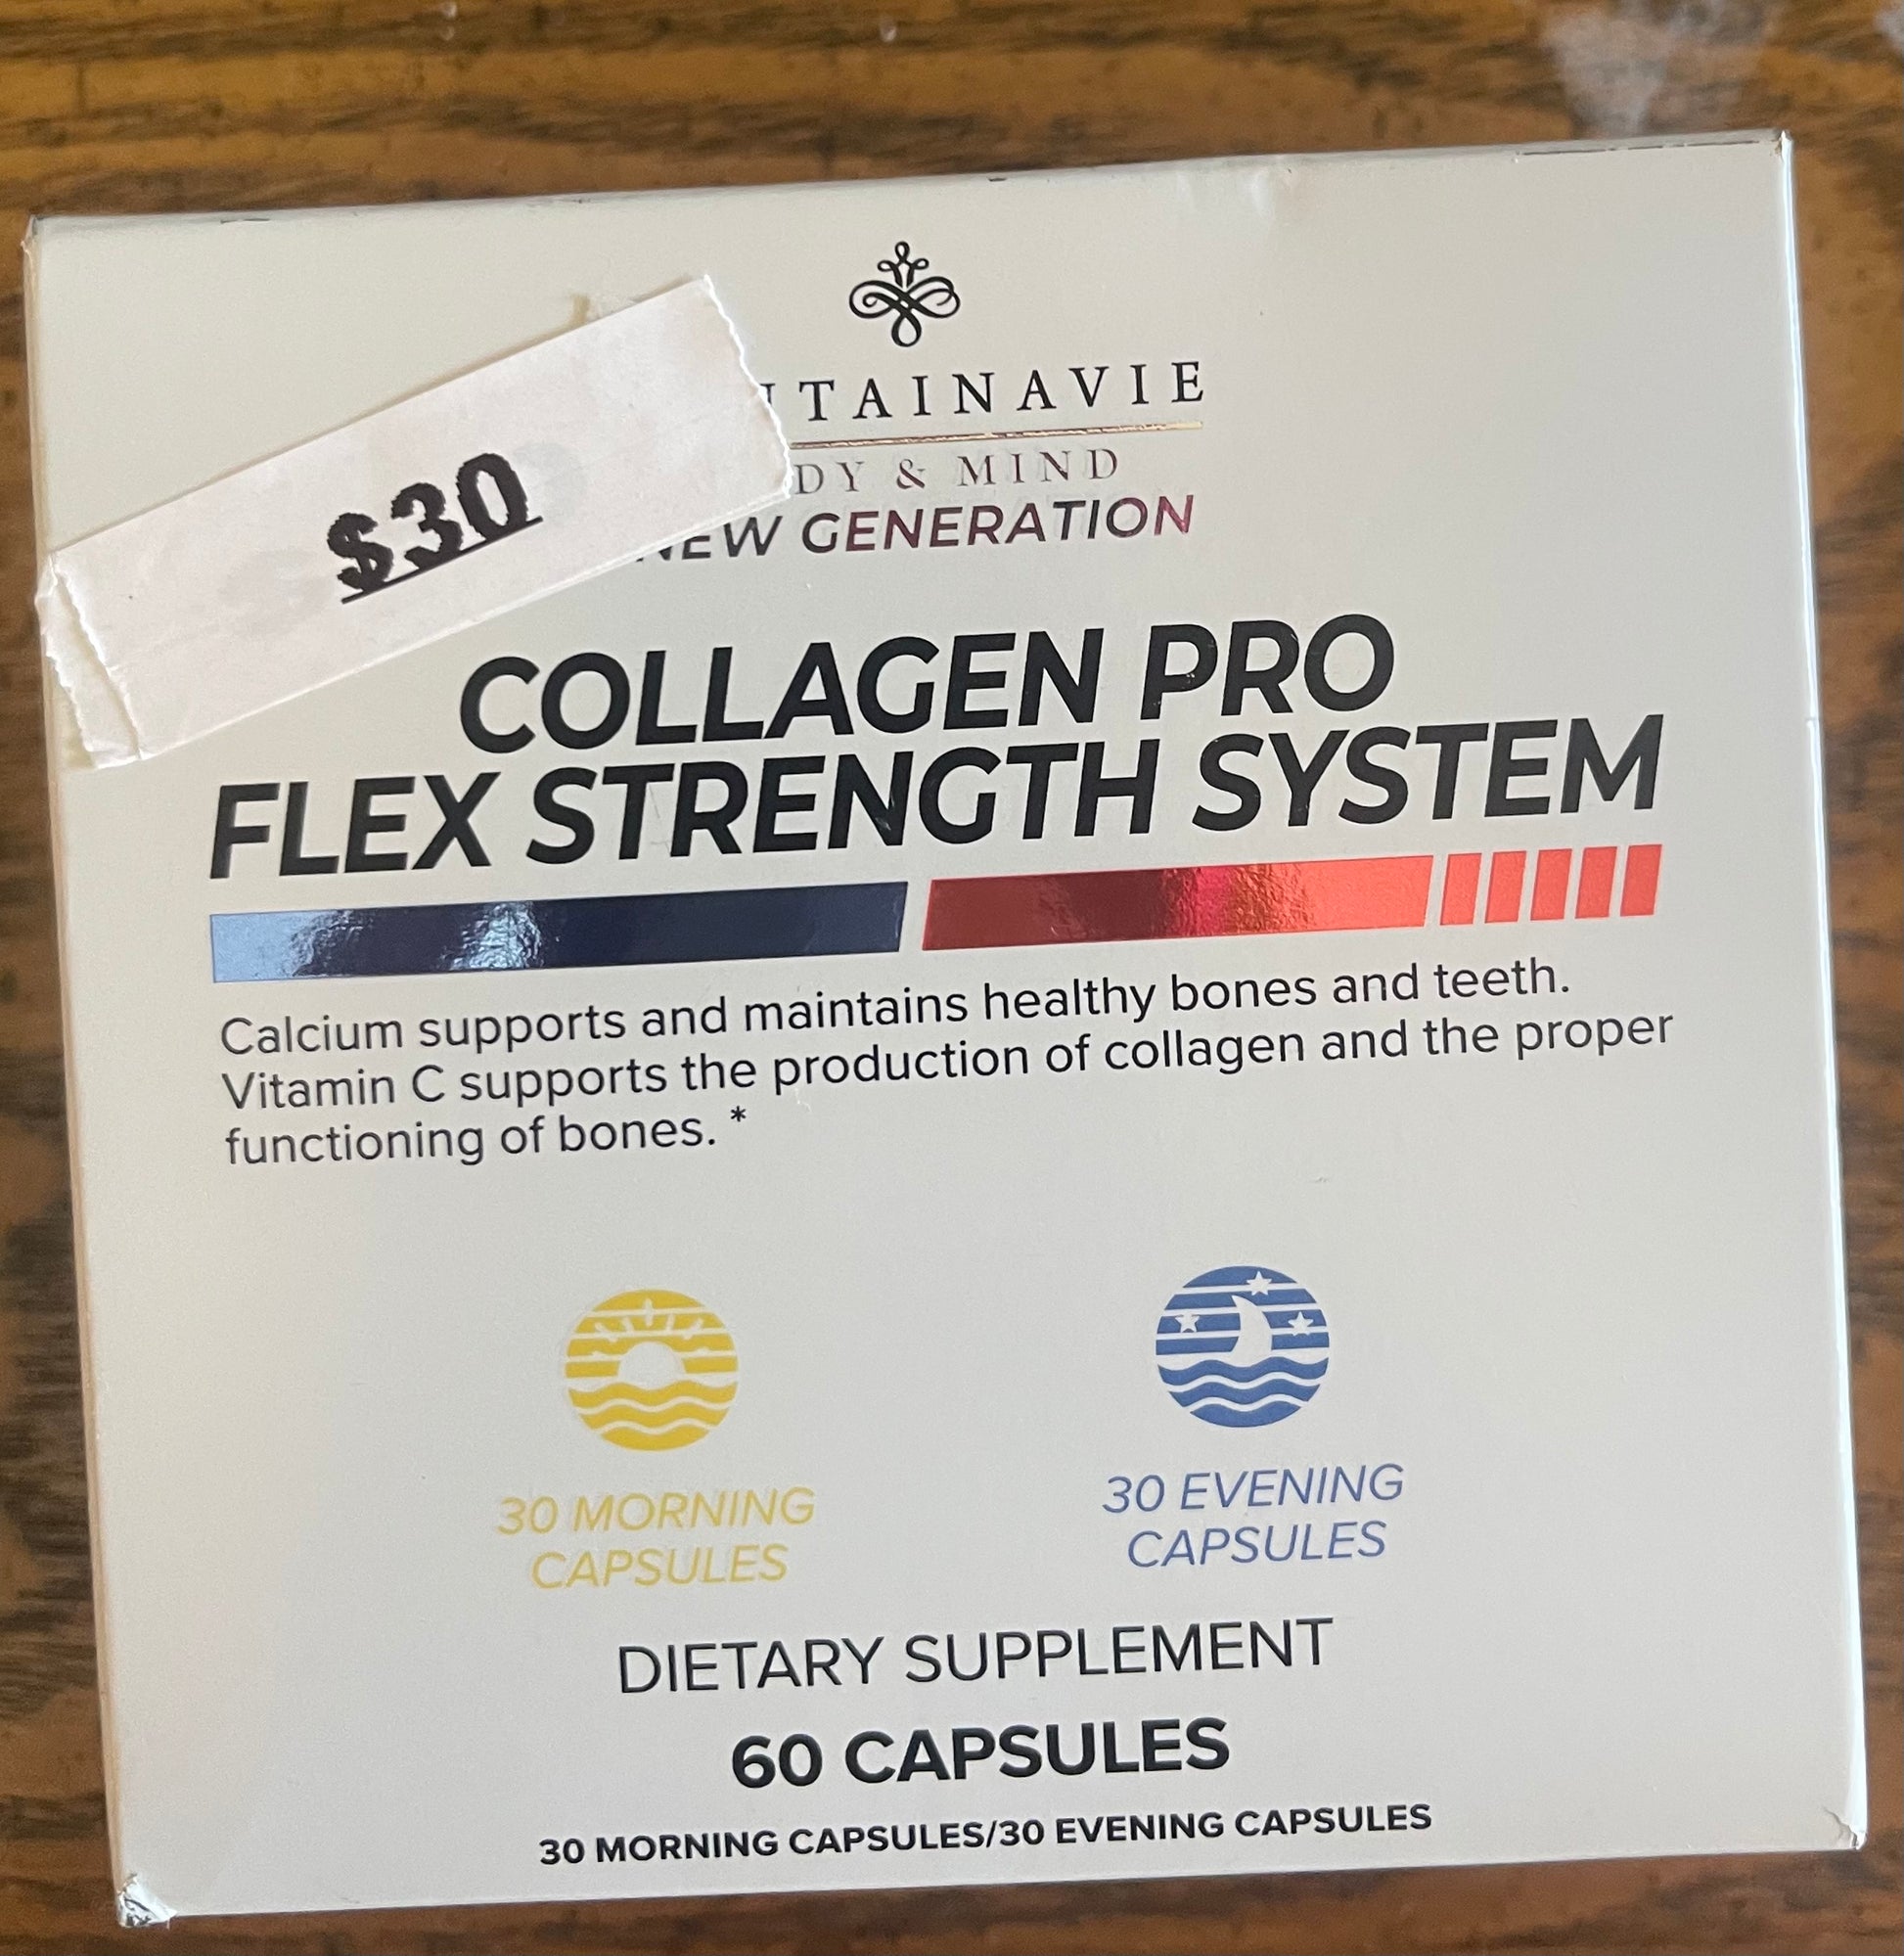 $30
TAINAVIE
DY & MIND
NEW GENERATION
COLLAGEN PRO
FLEX STRENGTH SYSTEM
Calcium supports and maintains healthy bones and teeth.
Vitamin C supports the production of collagen and the proper
functioning of bones. *
30 MORNING
CAPSULES
30 EVENING
CAPSULES
DIETARY SUPPLEMENT
60 CAPSULES
30 MORNING CAPSULES/30 EVENING CAPSULES